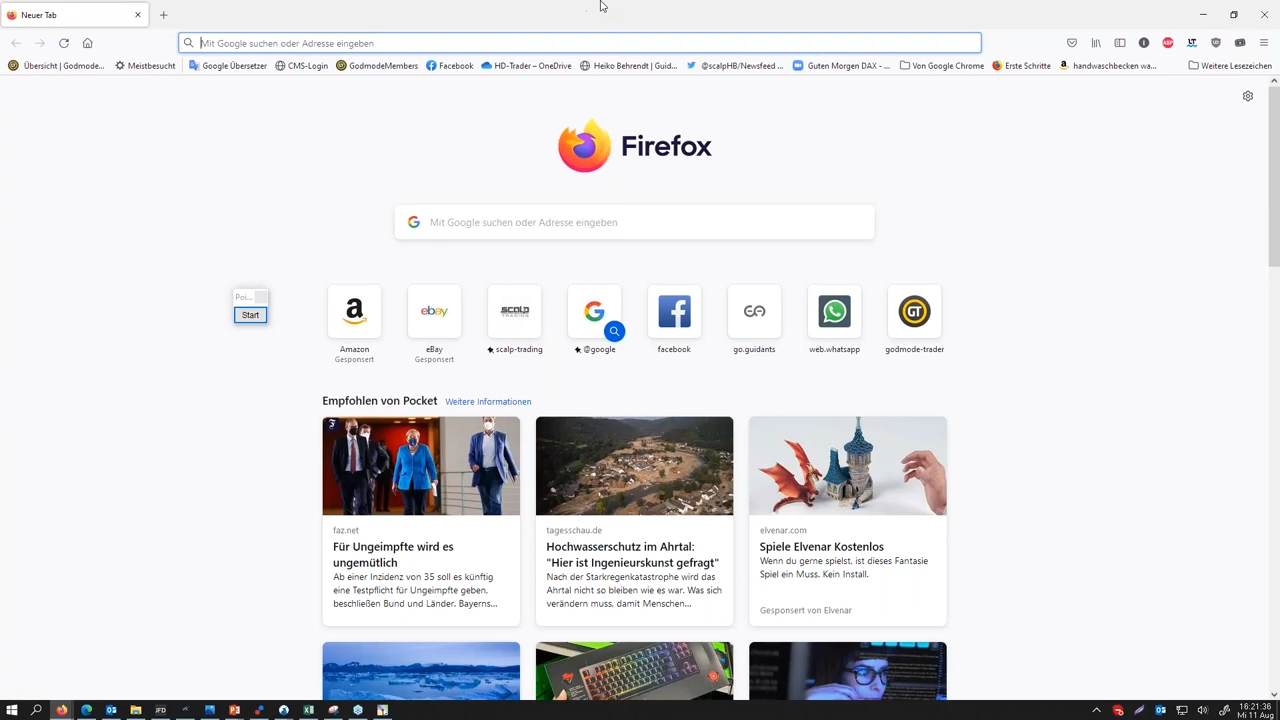 Neuer Tab
Mit Google suchen oder Adresse eingeben
Übersicht | Godmode...
Meistbesucht
Google Übersetzer
CMS-Login
GodmodeMembers
Facebook
HD-Trader – OneDrive
Heiko Behrendt | Guid...
@scalpHB/Newsfeed ...
Guten Morgen DAX - ...
Von Google Chrome
Erste Schritte
handwaschbecken wa...
Weitere Lesezeichen
Firefox
Mit Google suchen oder Adresse eingeben
Poi...
Start
Amazon
Gesponsert
ebay
eBay
Gesponsert
SCALP
TRADING
scalp-trading
@google
facebook
go.guidants
web.whatsapp
GT
godmode-trader
Empfohlen von Pocket
Weitere Informationen
faz.net
Für Ungeimpfte wird es
ungemütlich
Ab einer Inzidenz von 35 soll es künftig
eine Testpflicht für Ungeimpfte geben,
beschließen Bund und Länder. Bayerns...
tagesschau.de
Hochwasserschutz im Ahrtal:
"Hier ist Ingenieurskunst gefragt"
Nach der Starkregenkatastrophe wird das
Ahrtal nicht so bleiben wie es war. Was sich
verändern muss, damit Menschen...
elvenar.com
Spiele Elvenar Kostenlos
Wenn du gerne spielst, ist dieses Fantasie
Spiel ein Muss. Kein Install.
Gesponsert von Elvenar
16:21:36
Mi 11 Aug